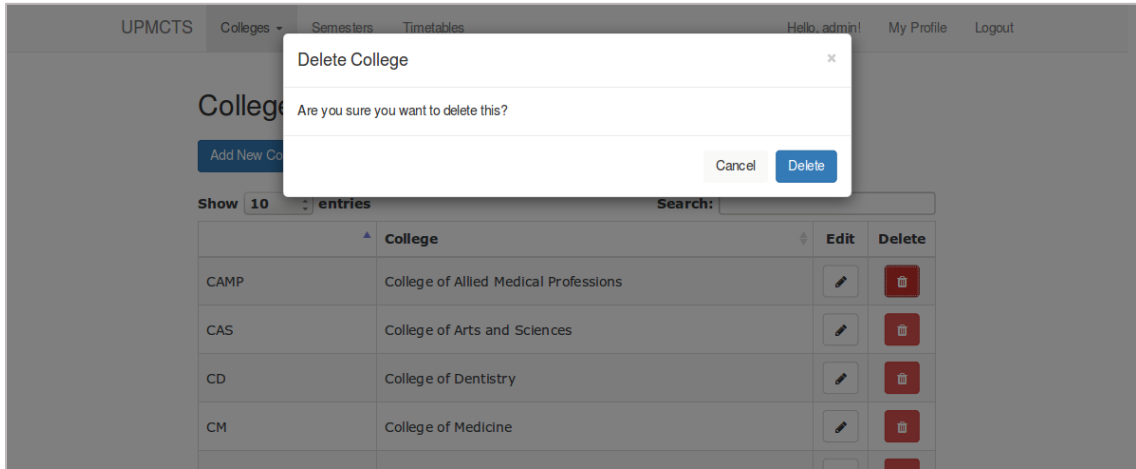 UPMCTS Colleges Semesters Timetables Hello, admin! My Profile Logout
Delete College ×
Are you sure you want to delete this?
Cancel Delete
College
Add New Co
Show 10 entries Search:
College Edit Delete
CAMP College of Allied Medical Professions
CAS College of Arts and Sciences
CD College of Dentistry
CM College of Medicine